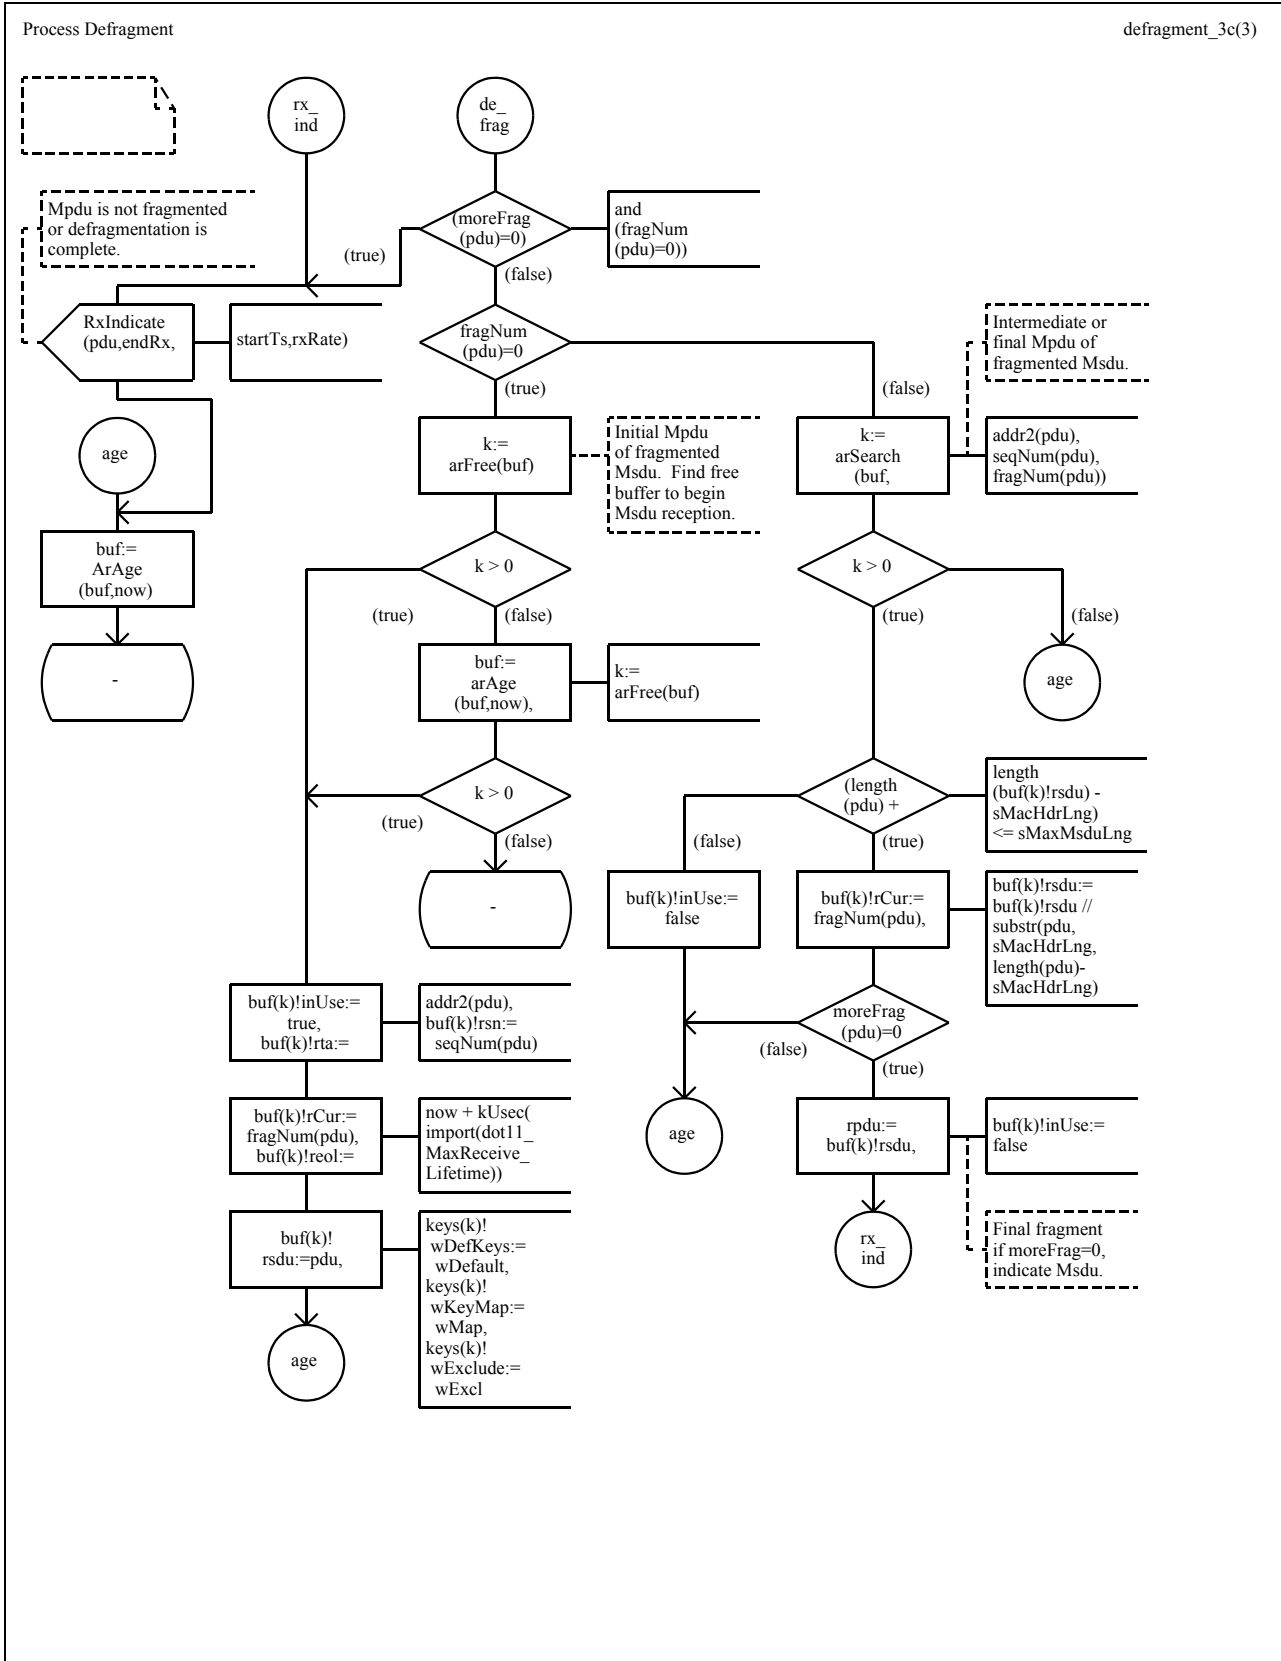 Process Defragment
defragment_3c(3)
rx_
ind
de_
frag
Mpdu is not fragmented
or defragmentation is
complete.
(true)
(moreFrag
(pdu)=0)
and
(fragNum
(pdu)=0))
(false)
RxIndicate
(pdu,endRx,
startTs,rxRate)
fragNum
(pdu)=0
(true)
(false)
Intermediate or
final Mpdu of
fragmented Msdu.
age
k:=
arFree(buf)
Initial Mpdu
of fragmented
Msdu.  Find free
buffer to begin
Msdu reception.
k:=
arSearch
(buf,
addr2(pdu),
seqNum(pdu),
fragNum(pdu))
buf:=
ArAge
(buf,now)
-
k > 0
(true)
(false)
k > 0
(true)
(false)
age
buf:=
arAge
(buf,now),
k:=
arFree(buf)
k > 0
(true)
(false)
-
(length
(pdu) +
length
(buf(k)!rsdu) -
sMacHdrLng)
<= sMaxMsduLng
(false)
(true)
buf(k)!inUse:=
false
buf(k)!rCur:=
fragNum(pdu),
buf(k)!rsdu:=
buf(k)!rsdu //
substr(pdu,
sMacHdrLng,
length(pdu)-
sMacHdrLng)
buf(k)!inUse:=
true,
buf(k)!rta:=
addr2(pdu),
buf(k)!rsn:=
seqNum(pdu)
moreFrag
(pdu)=0
(false)
(true)
buf(k)!rCur:=
fragNum(pdu),
buf(k)!reol:=
now + kUsec(
import(dot11_
MaxReceive_
Lifetime))
age
rpdu:=
buf(k)!rsdu,
buf(k)!inUse:=
false
buf(k)!
rsdu:=pdu,
keys(k)!
wDefKeys:=
wDefault,
keys(k)!
wKeyMap:=
wMap,
keys(k)!
wExclude:=
wExcl
rx_
ind
Final fragment
if moreFrag=0,
indicate Msdu.
age